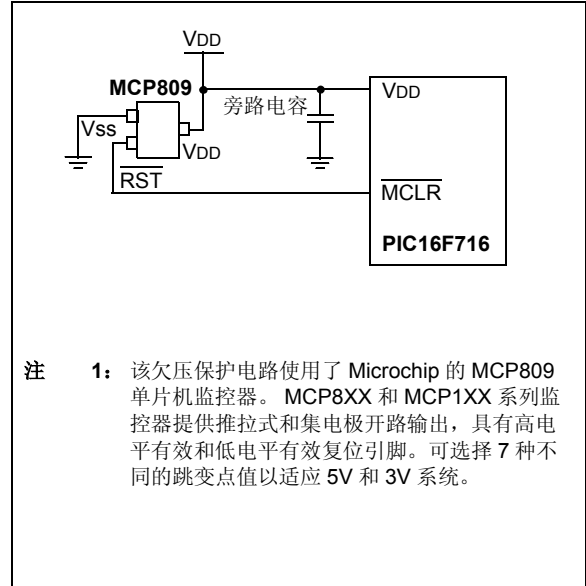 VDD
MCP809
旁路电容
VDD
Vss
VDD
RST
MCLR
PIC16F716
注 1： 该欠压保护电路使用了 Microchip 的 MCP809
单片机监控器。 MCP8XX 和 MCP1XX 系列监
控器提供推拉式和集电极开路输出，具有高电
平有效和低电平有效复位引脚。可选择 7 种不
同的跳变点值以适应 5V 和 3V 系统。